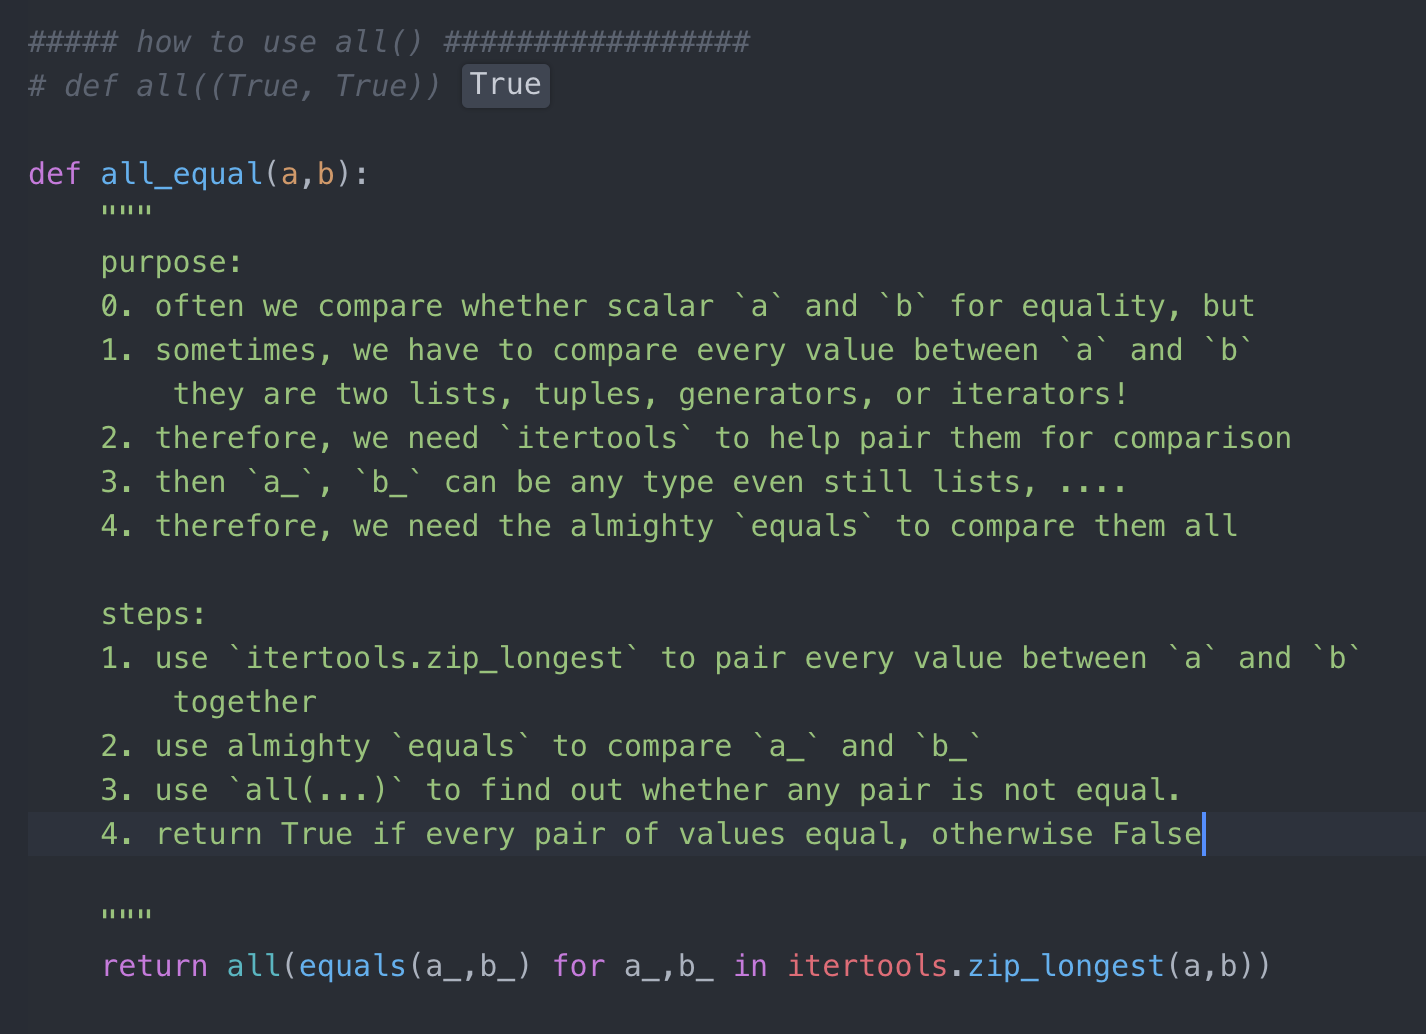 ##### how to use all() #################
# def all((True, True)) True
def all_equal(a,b):
"""
purpose:
0. often we compare whether scalar `a` and `b` for equality, but
1. sometimes, we have to compare every value between `a` and `b`
they are two lists, tuples, generators, or iterators!
2. therefore, we need `itertools` to help pair them for comparison
3. then `a_`, `b_` can be any type even still lists, ....
4. therefore, we need the almighty `equals` to compare them all
steps:
1. use `itertools.zip_longest` to pair every value between `a` and `b`
together
2. use almighty `equals` to compare `a_` and `b_`
3. use `all(...)` to find out whether any pair is not equal.
4. return True if every pair of values equal, otherwise False
"""
return all(equals(a_,b_) for a_,b_ in itertools.zip_longest(a,b))